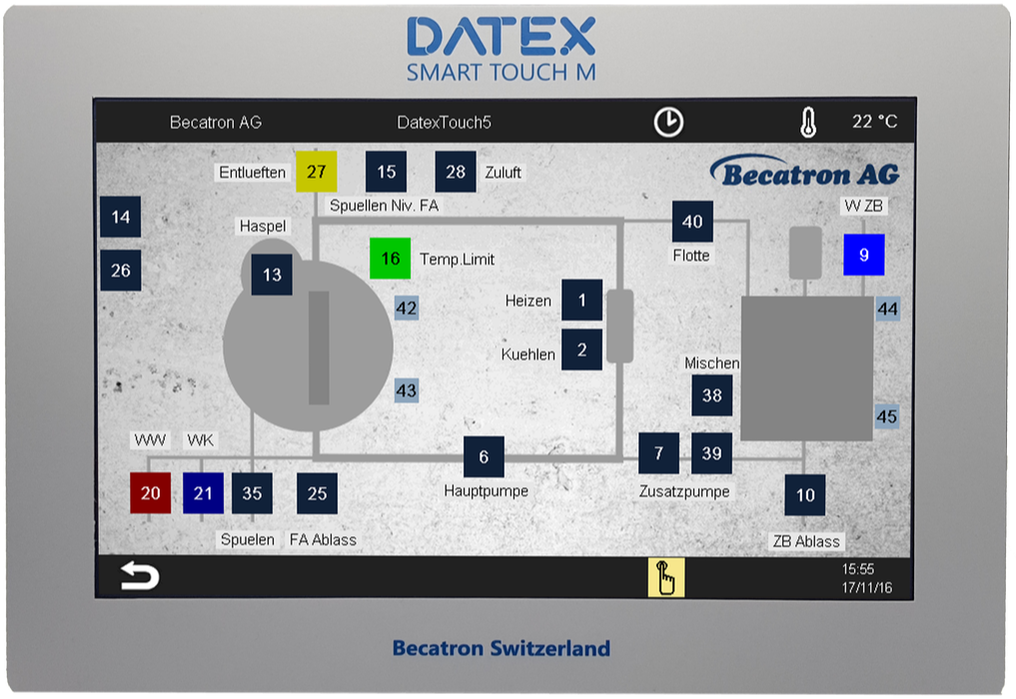 DATEX
SMART TOUCH M
Becatron AG
DatexTouch5
22 °C
Entlueften
27
15
28
Zuluft
Becatron AG
Spuellen Niv. FA
W ZB
14
Haspel
40
26
13
16
Temp.Limit
Flotte
9
42
Heizen
1
44
Kuehlen
2
Mischen
43
38
45
WW
WK
6
7
39
Hauptpumpe
Zusatzpumpe
20
21
35
25
10
Spuelen
FA Ablass
ZB Ablass
15:55
17/11/16
Becatron Switzerland